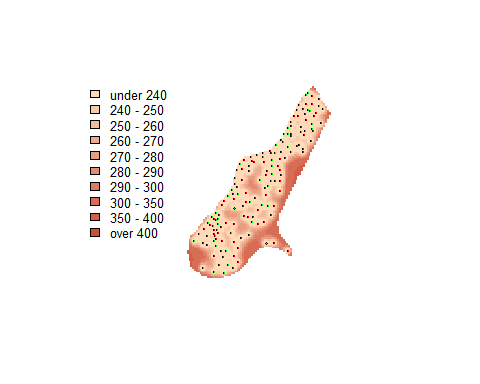 under 240
240 - 250
250 - 260
260 - 270
270 - 280
280 - 290
290 - 300
300 - 350
350 - 400
over 400